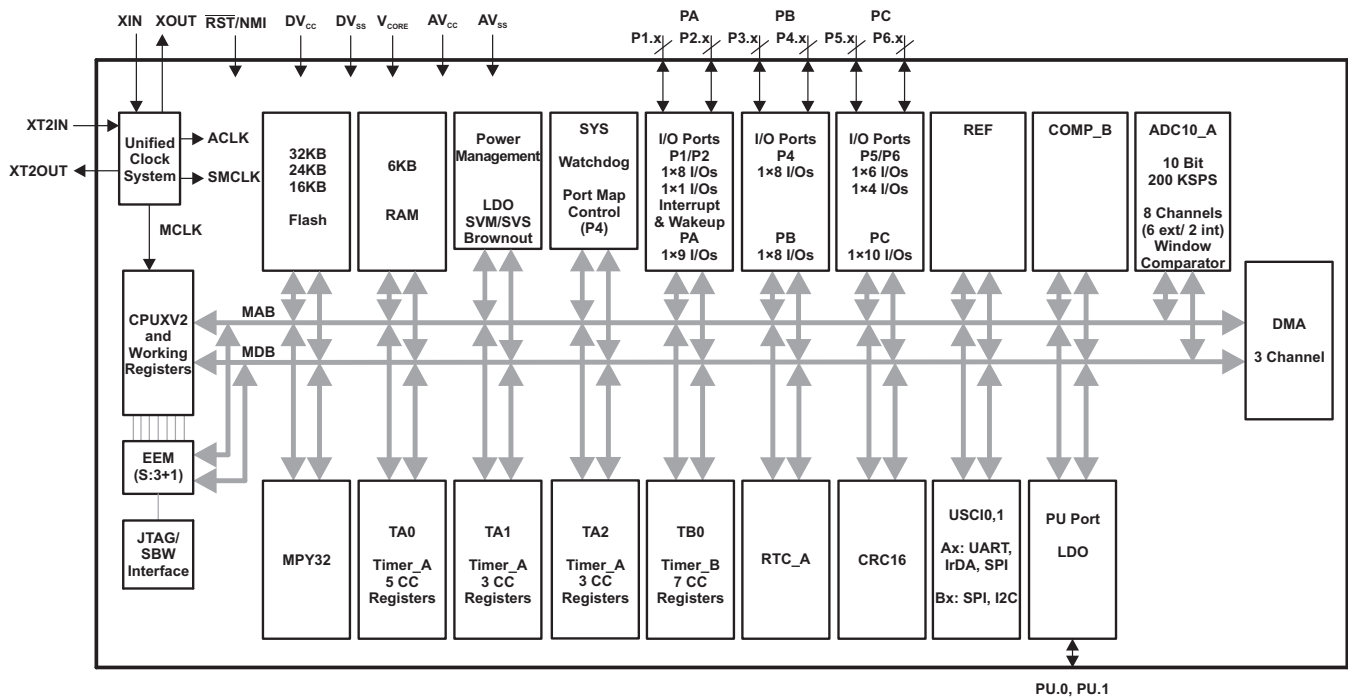 XIN XOUT RST/NMI DVCC DVSS VCORE AVCC AVSS
PA PB PC
P1.x P2.x P3.x P4.x P5.x P6.x
XT2IN
XT2OUT
Unified
Clock
System
ACLK
SMCLK
MCLK
32KB
24KB
16KB
Flash
6KB
RAM
Power
Management
LDO
SVM/SVS
Brownout
SYS
Watchdog
Port Map
Control
(P4)
I/O Ports
P1/P2
1×8 I/Os
1×1 I/Os
Interrupt
& Wakeup
PA
1×9 I/Os
I/O Ports
P4
1×8 I/Os
PB
1×8 I/Os
I/O Ports
P5/P6
1×6 I/Os
1×4 I/Os
PC
1×10 I/Os
REF
COMP_B
ADC10_A
10 Bit
200 KSPS
8 Channels
(6 ext/ 2 int)
Window
Comparator
CPUXV2
and
Working
Registers
MAB
MDB
DMA
3 Channel
EEM
(S:3+1)
JTAG/
SBW
Interface
MPY32
TA0
Timer_A
5 CC
Registers
TA1
Timer_A
3 CC
Registers
TA2
Timer_A
3 CC
Registers
TB0
Timer_B
7 CC
Registers
RTC_A
CRC16
USCI0,1
Ax: UART,
IrDA, SPI
Bx: SPI, I2C
PU Port
LDO
PU.0, PU.1